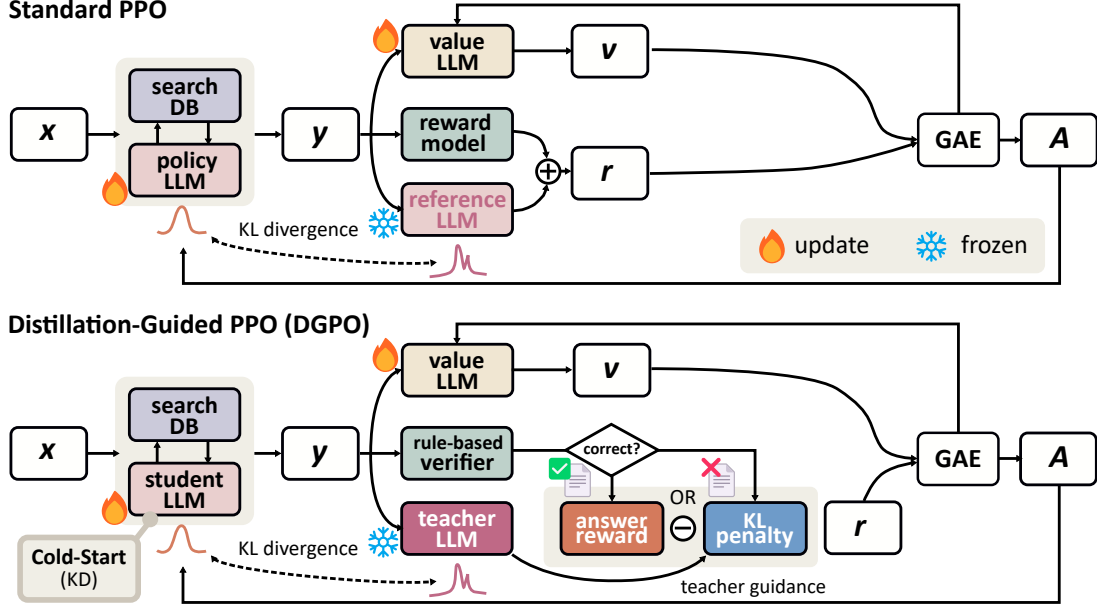 Standard PPO
value
LLM
v
search
DB
x
y
reward
model
GAE
A
policy
LLM
r
reference
LLM
KL divergence
update
frozen
Distillation-Guided PPO (DGPO)
value
LLM
v
search
DB
x
y
rule-based
verifier
correct?
GAE
A
student
LLM
OR
teacher
LLM
answer
reward
KL
penalty
r
KL divergence
Cold-Start
(KD)
teacher guidance